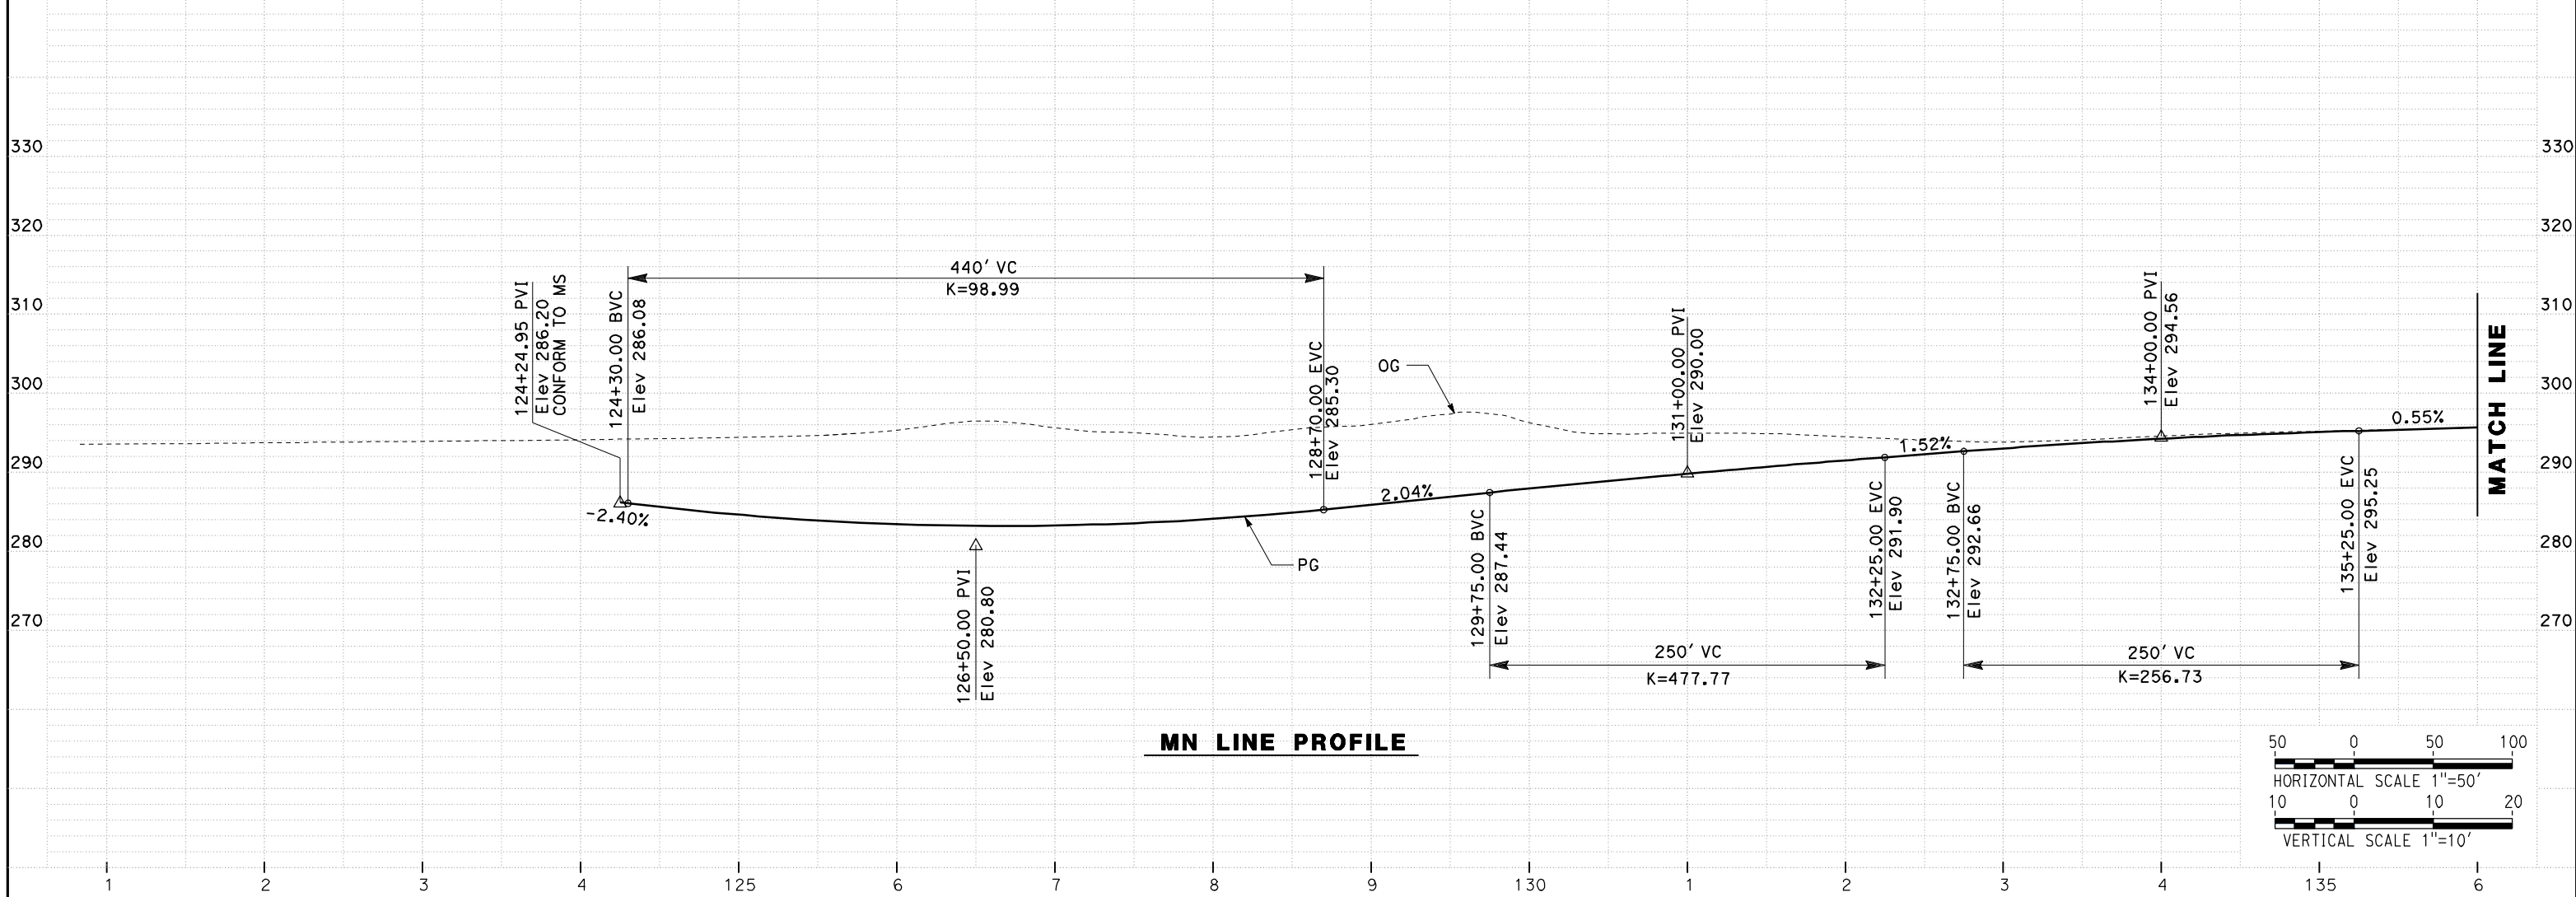 330
330
320
320
310
310
300
300
290
290
280
280
270
270
124+24.95 PVI
Elev 286.20
CONFORM TO MS
124+30.00 BVC
Elev 286.08
440' VC
K=98.99
-2.40%
126+50.00 PVI
Elev 280.80
128+70.00 EVC
Elev 285.30
OG
PG
2.04%
129+75.00 BVC
Elev 287.44
131+00.00 PVI
Elev 290.00
250' VC
K=477.77
132+25.00 EVC
Elev 291.90
1.52%
132+75.00 BVC
Elev 292.66
134+00.00 PVI
Elev 294.56
250' VC
K=256.73
135+25.00 EVC
Elev 295.25
0.55%
MATCH LINE
MN LINE PROFILE
50 0 50 100
HORIZONTAL SCALE 1"=50'
10 0 10 20
VERTICAL SCALE 1"=10'
1 2 3 4 125 6 7 8 9 130 1 2 3 4 135 6